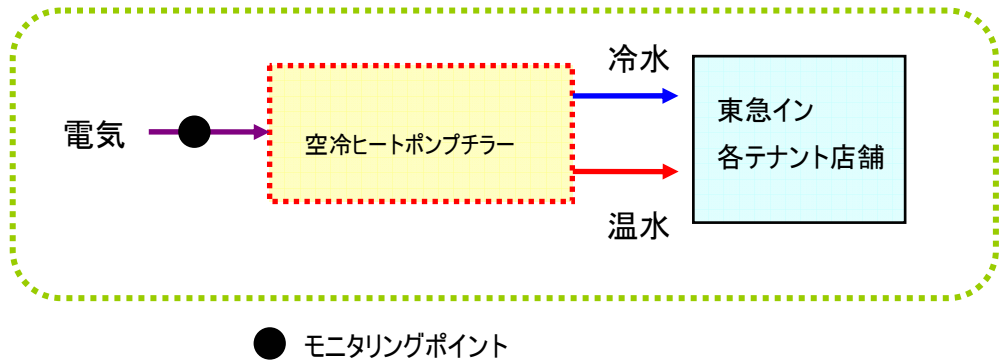 電気
空冷ヒートポンプチラー
冷水
温水
東急イン
各テナント店舗
モニタリングポイント